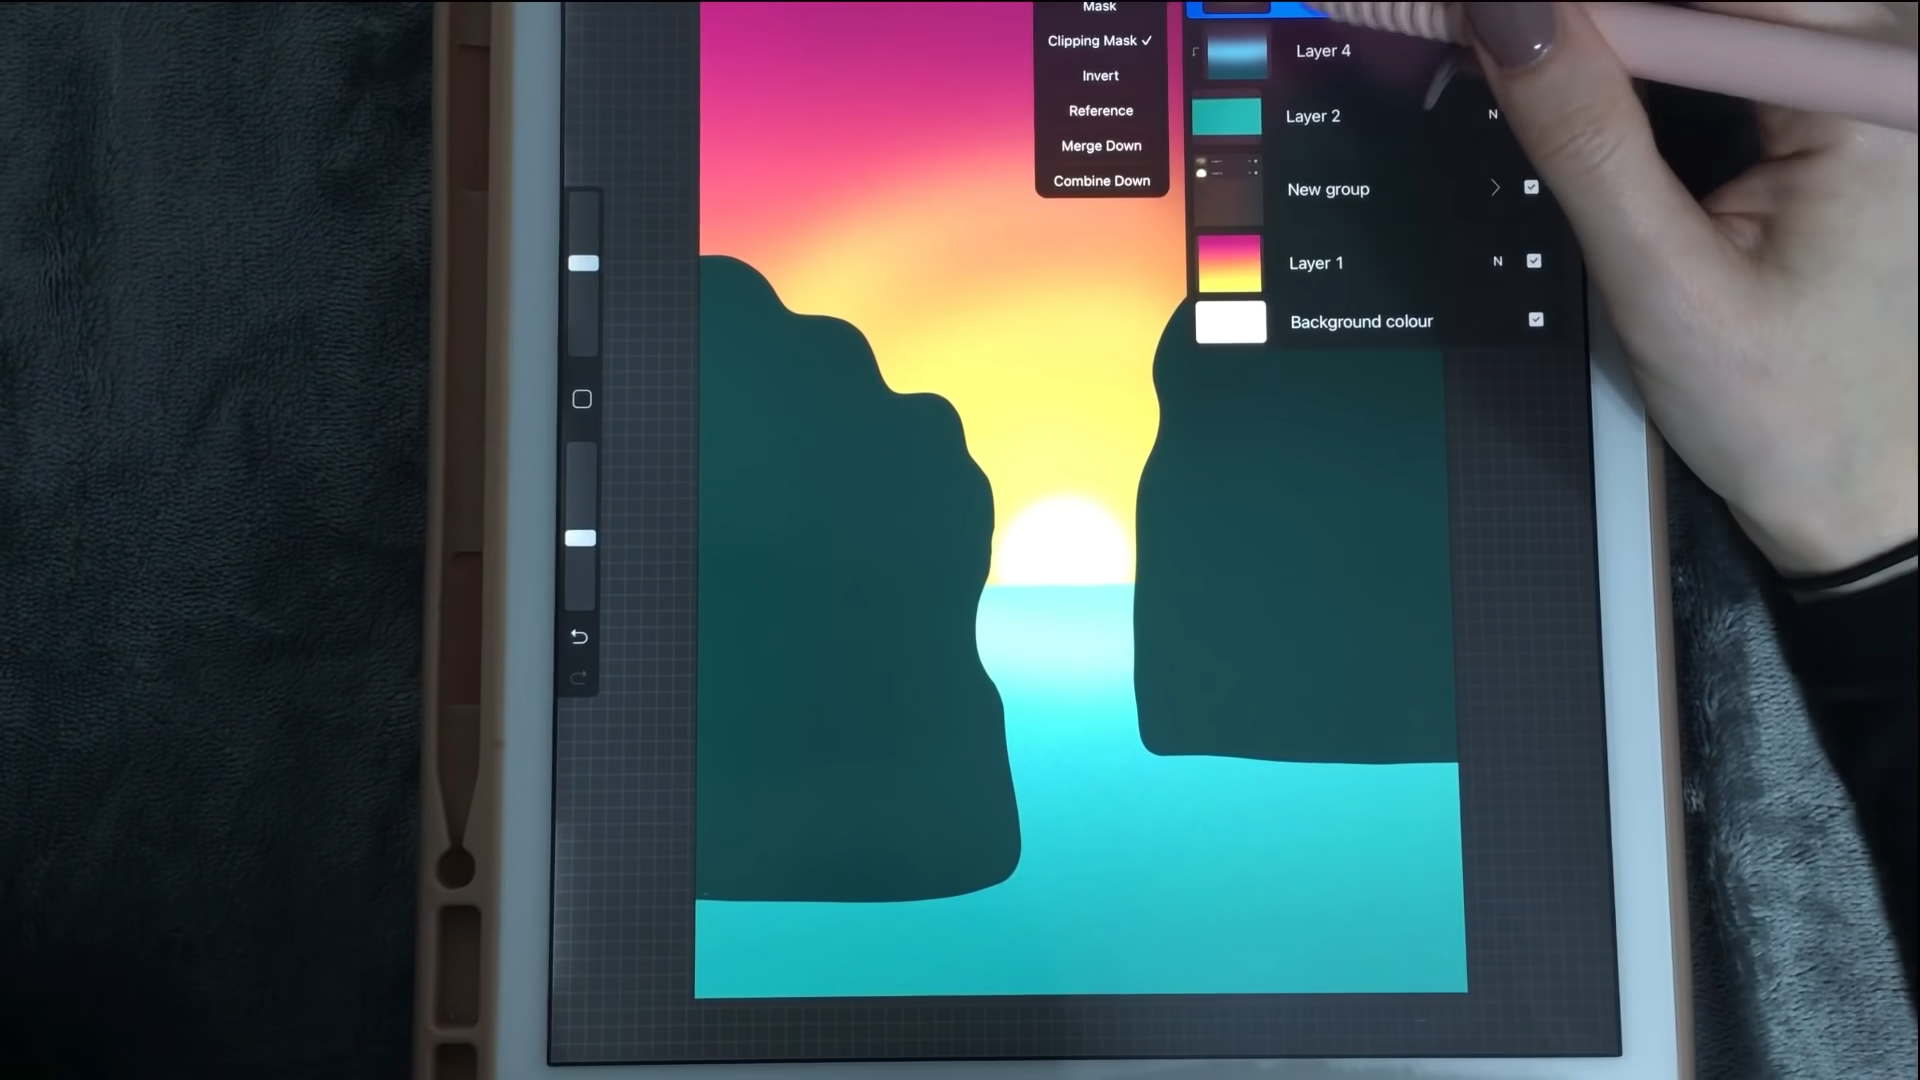 Mask
Clipping Mask ✓
Invert
Reference
Merge Down
Combine Down
Layer 4
Layer 2 N
New group
Layer 1 N
Background colour